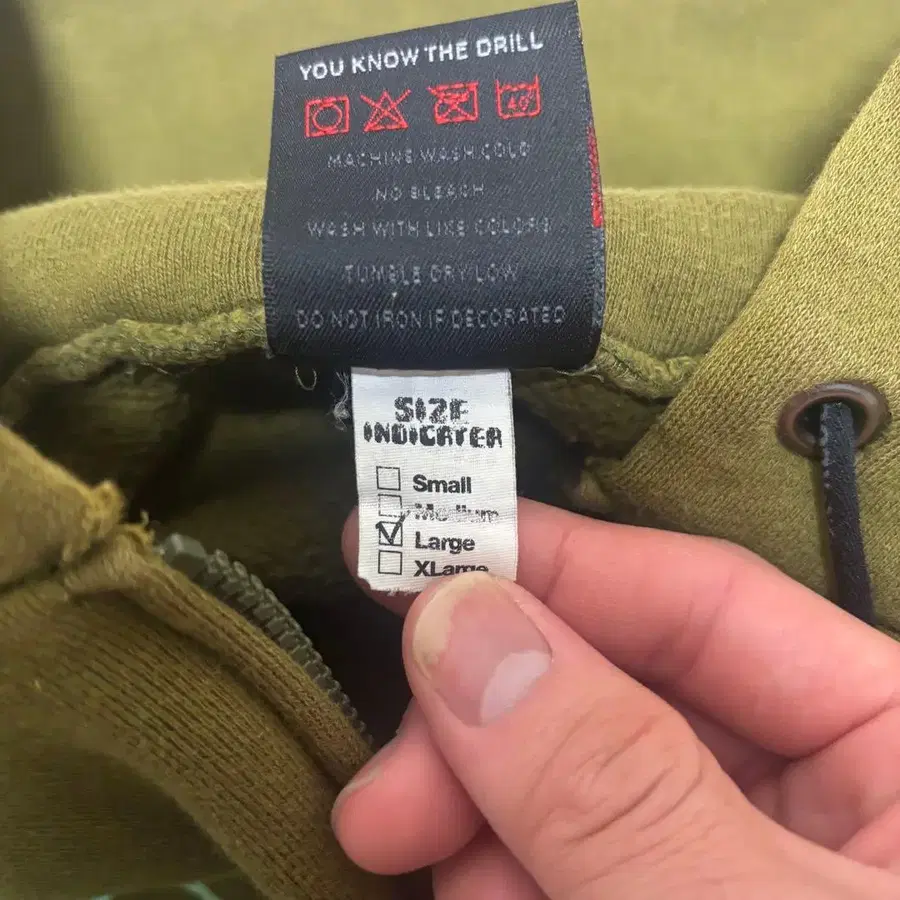 YOU KNOW THE DRILL
40°
MACHINE WASH COLD
NO BLEACH
WASH WITH LIKE COLORS
TUMBLE DRY LOW
DO NOT IRON IF DECORATED
SIZE
INDICATER
Small
Medium
Large
XLarge